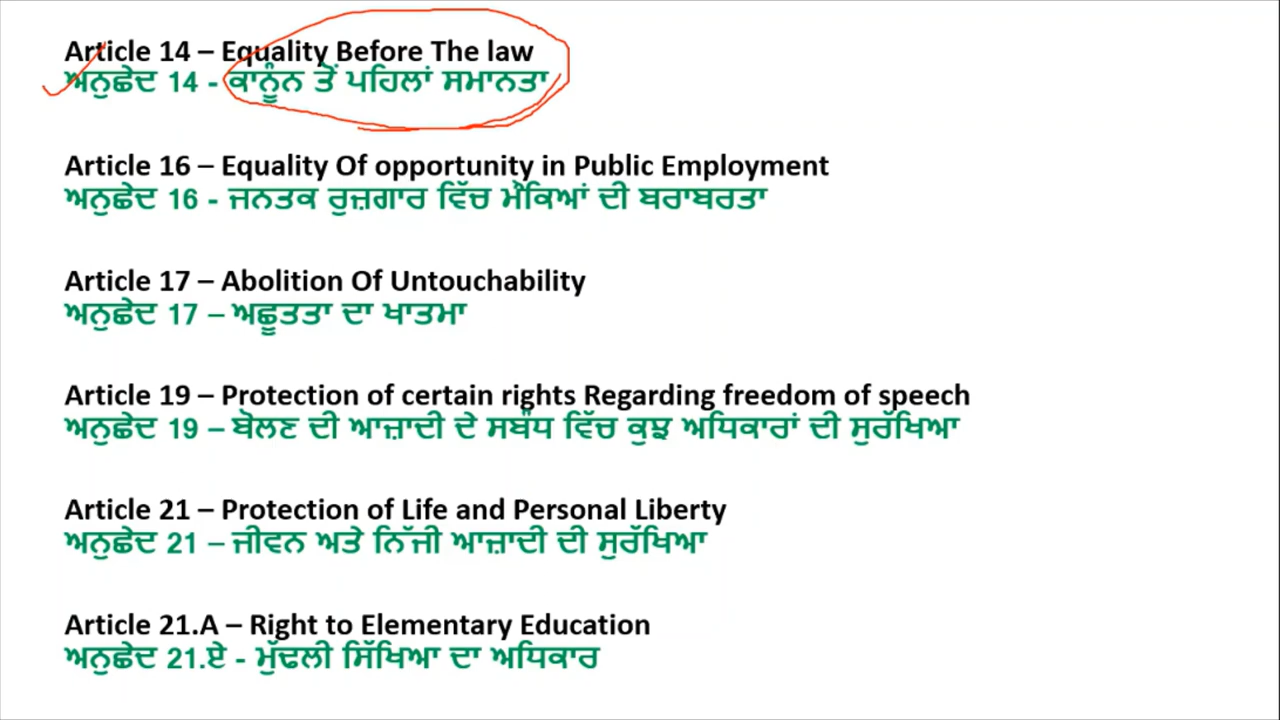 Article 14 – Equality Before The law
ਅਨੁਛੇਦ 14 - ਕਾਨੂੰਨ ਤੋਂ ਪਹਿਲਾਂ ਸਮਾਨਤਾ
Article 16 – Equality Of opportunity in Public Employment
ਅਨੁਛੇਦ 16 - ਜਨਤਕ ਰੁਜ਼ਗਾਰ ਵਿੱਚ ਮੌਕਿਆਂ ਦੀ ਬਰਾਬਰਤਾ
Article 17 – Abolition Of Untouchability
ਅਨੁਛੇਦ 17 – ਅਛੂਤਤਾ ਦਾ ਖਾਤਮਾ
Article 19 – Protection of certain rights Regarding freedom of speech
ਅਨੁਛੇਦ 19 – ਬੋਲਣ ਦੀ ਆਜ਼ਾਦੀ ਦੇ ਸਬੰਧ ਵਿੱਚ ਕੁਝ ਅਧਿਕਾਰਾਂ ਦੀ ਸੁਰੱਖਿਆ
Article 21 – Protection of Life and Personal Liberty
ਅਨੁਛੇਦ 21 – ਜੀਵਨ ਅਤੇ ਨਿੱਜੀ ਆਜ਼ਾਦੀ ਦੀ ਸੁਰੱਖਿਆ
Article 21.A – Right to Elementary Education
ਅਨੁਛੇਦ 21.ਏ - ਮੁੱਢਲੀ ਸਿੱਖਿਆ ਦਾ ਅਧਿਕਾਰ